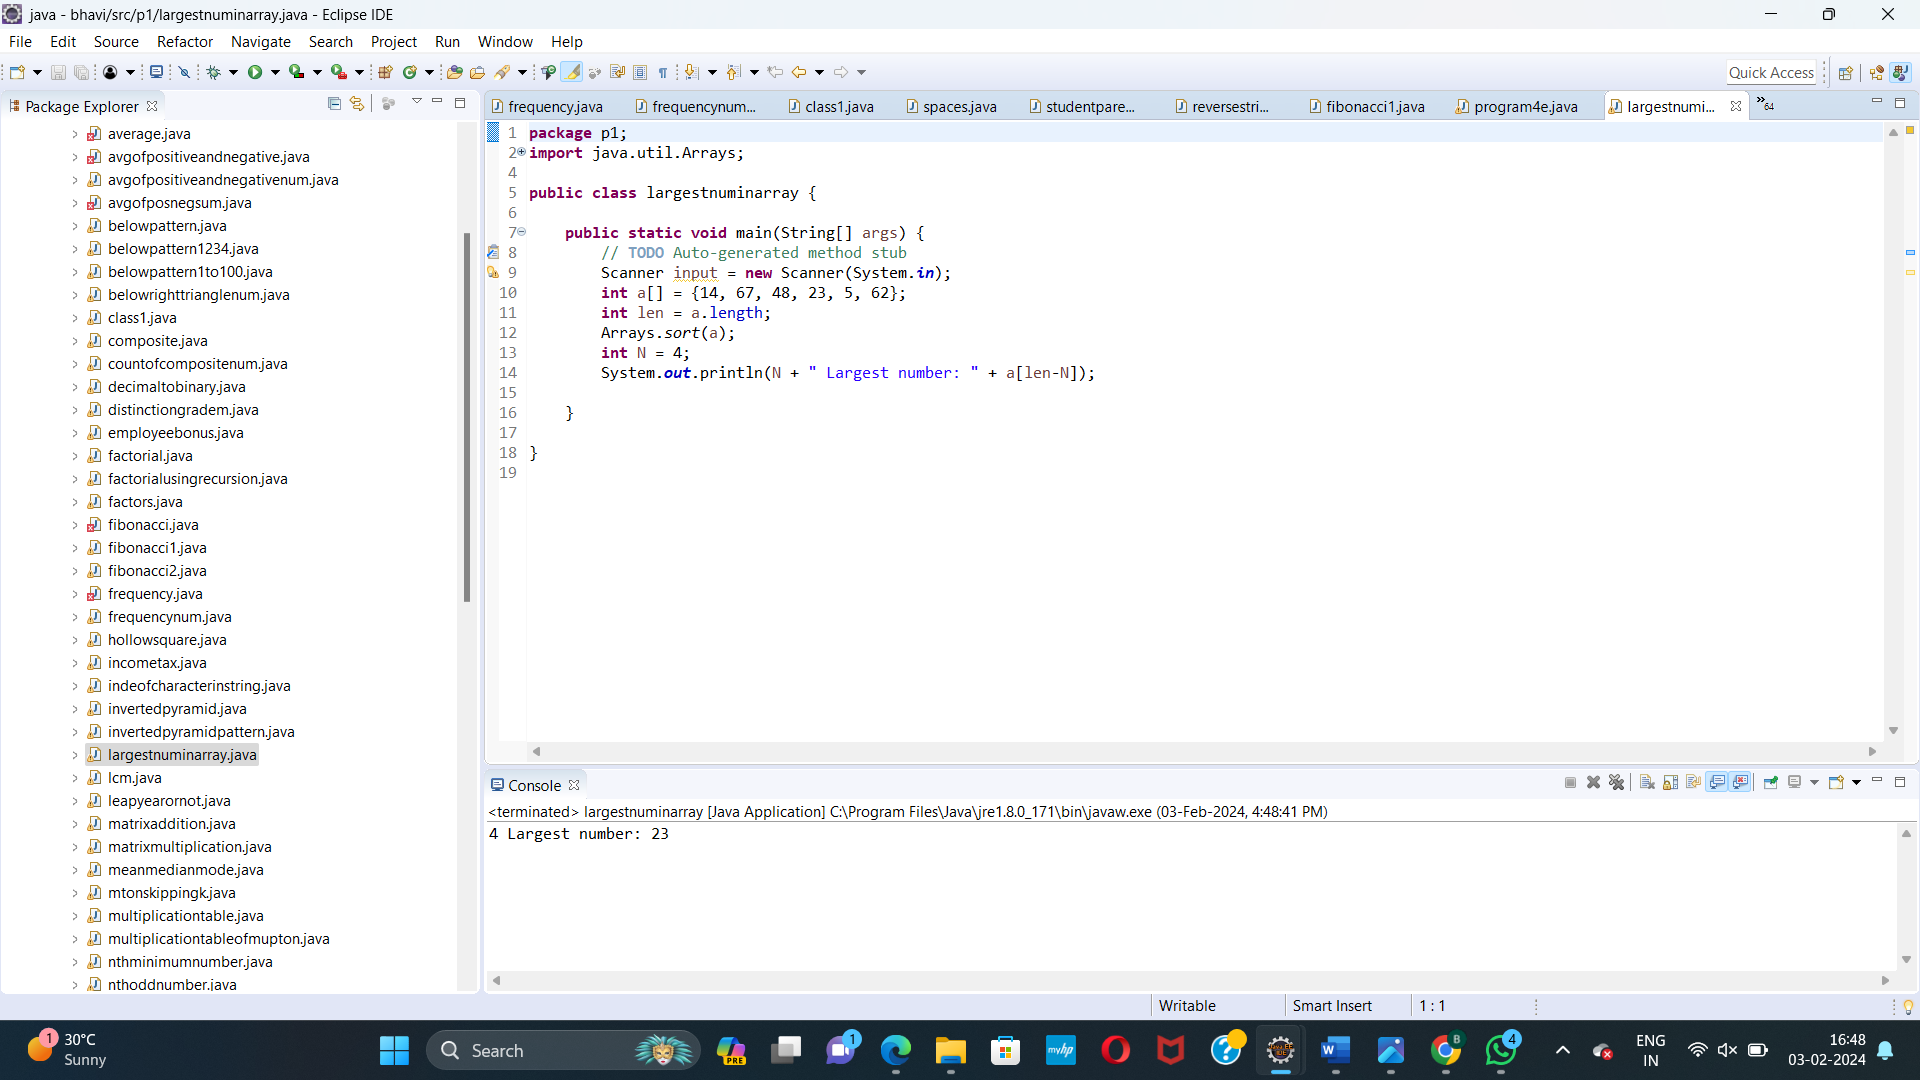 java - bhavi/src/p1/largestnuminarray.java - Eclipse IDE
File Edit Source Refactor Navigate Search Project Run Window Help
Quick Access
Package Explorer
average.java
avgofpositiveandnegative.java
avgofpositiveandnegativenum.java
avgofposnegsum.java
belowpattern.java
belowpattern1234.java
belowpattern1to100.java
belowrighttrianglenum.java
class1.java
composite.java
countofcompositenum.java
decimaltobinary.java
distinctiongradem.java
employeebonus.java
factorial.java
factorialusingrecursion.java
factors.java
fibonacci.java
fibonacci1.java
fibonacci2.java
frequency.java
frequencynum.java
hollowsquare.java
incometax.java
indeofcharacterinstring.java
invertedpyramid.java
invertedpyramidpattern.java
largestnuminarray.java
lcm.java
leapyearornot.java
matrixaddition.java
matrixmultiplication.java
meanmedianmode.java
mtonskippingk.java
multiplicationtable.java
multiplicationtableofmupton.java
nthminimumnumber.java
nthoddnumber.java
frequency.java frequencynum... class1.java spaces.java studentpare... reversestri... fibonacci1.java program4e.java largestnumi... »64
1 package p1;
2 import java.util.Arrays;
4
5 public class largestnuminarray {
6
7 public static void main(String[] args) {
8 // TODO Auto-generated method stub
9 Scanner input = new Scanner(System.in);
10 int a[] = {14, 67, 48, 23, 5, 62};
11 int len = a.length;
12 Arrays.sort(a);
13 int N = 4;
14 System.out.println(N + " Largest number: " + a[len-N]);
15
16 }
17
18 }
19
Console
<terminated> largestnuminarray [Java Application] C:\Program Files\Java\jre1.8.0_171\bin\javaw.exe (03-Feb-2024, 4:48:41 PM)
4 Largest number: 23
Writable Smart Insert 1 : 1
1
30°C
Sunny
Search
PRE
1
myhp
JAVA EE
IDE
W
B
4
ENG
IN
16:48
03-02-2024